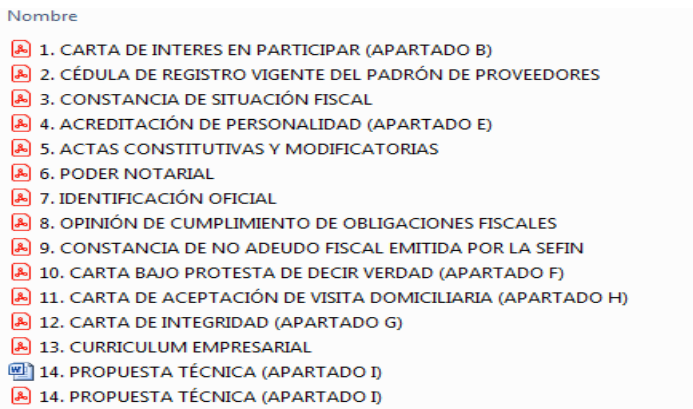 Nombre
1. CARTA DE INTERES EN PARTICIPAR (APARTADO B)
2. CÉDULA DE REGISTRO VIGENTE DEL PADRÓN DE PROVEEDORES
3. CONSTANCIA DE SITUACIÓN FISCAL
4. ACREDITACIÓN DE PERSONALIDAD (APARTADO E)
5. ACTAS CONSTITUTIVAS Y MODIFICATORIAS
6. PODER NOTARIAL
7. IDENTIFICACIÓN OFICIAL
8. OPINIÓN DE CUMPLIMIENTO DE OBLIGACIONES FISCALES
9. CONSTANCIA DE NO ADEUDO FISCAL EMITIDA POR LA SEFIN
10. CARTA BAJO PROTESTA DE DECIR VERDAD (APARTADO F)
11. CARTA DE ACEPTACIÓN DE VISITA DOMICILIARIA (APARTADO H)
12. CARTA DE INTEGRIDAD (APARTADO G)
13. CURRICULUM EMPRESARIAL
14. PROPUESTA TÉCNICA (APARTADO I)
14. PROPUESTA TÉCNICA (APARTADO I)